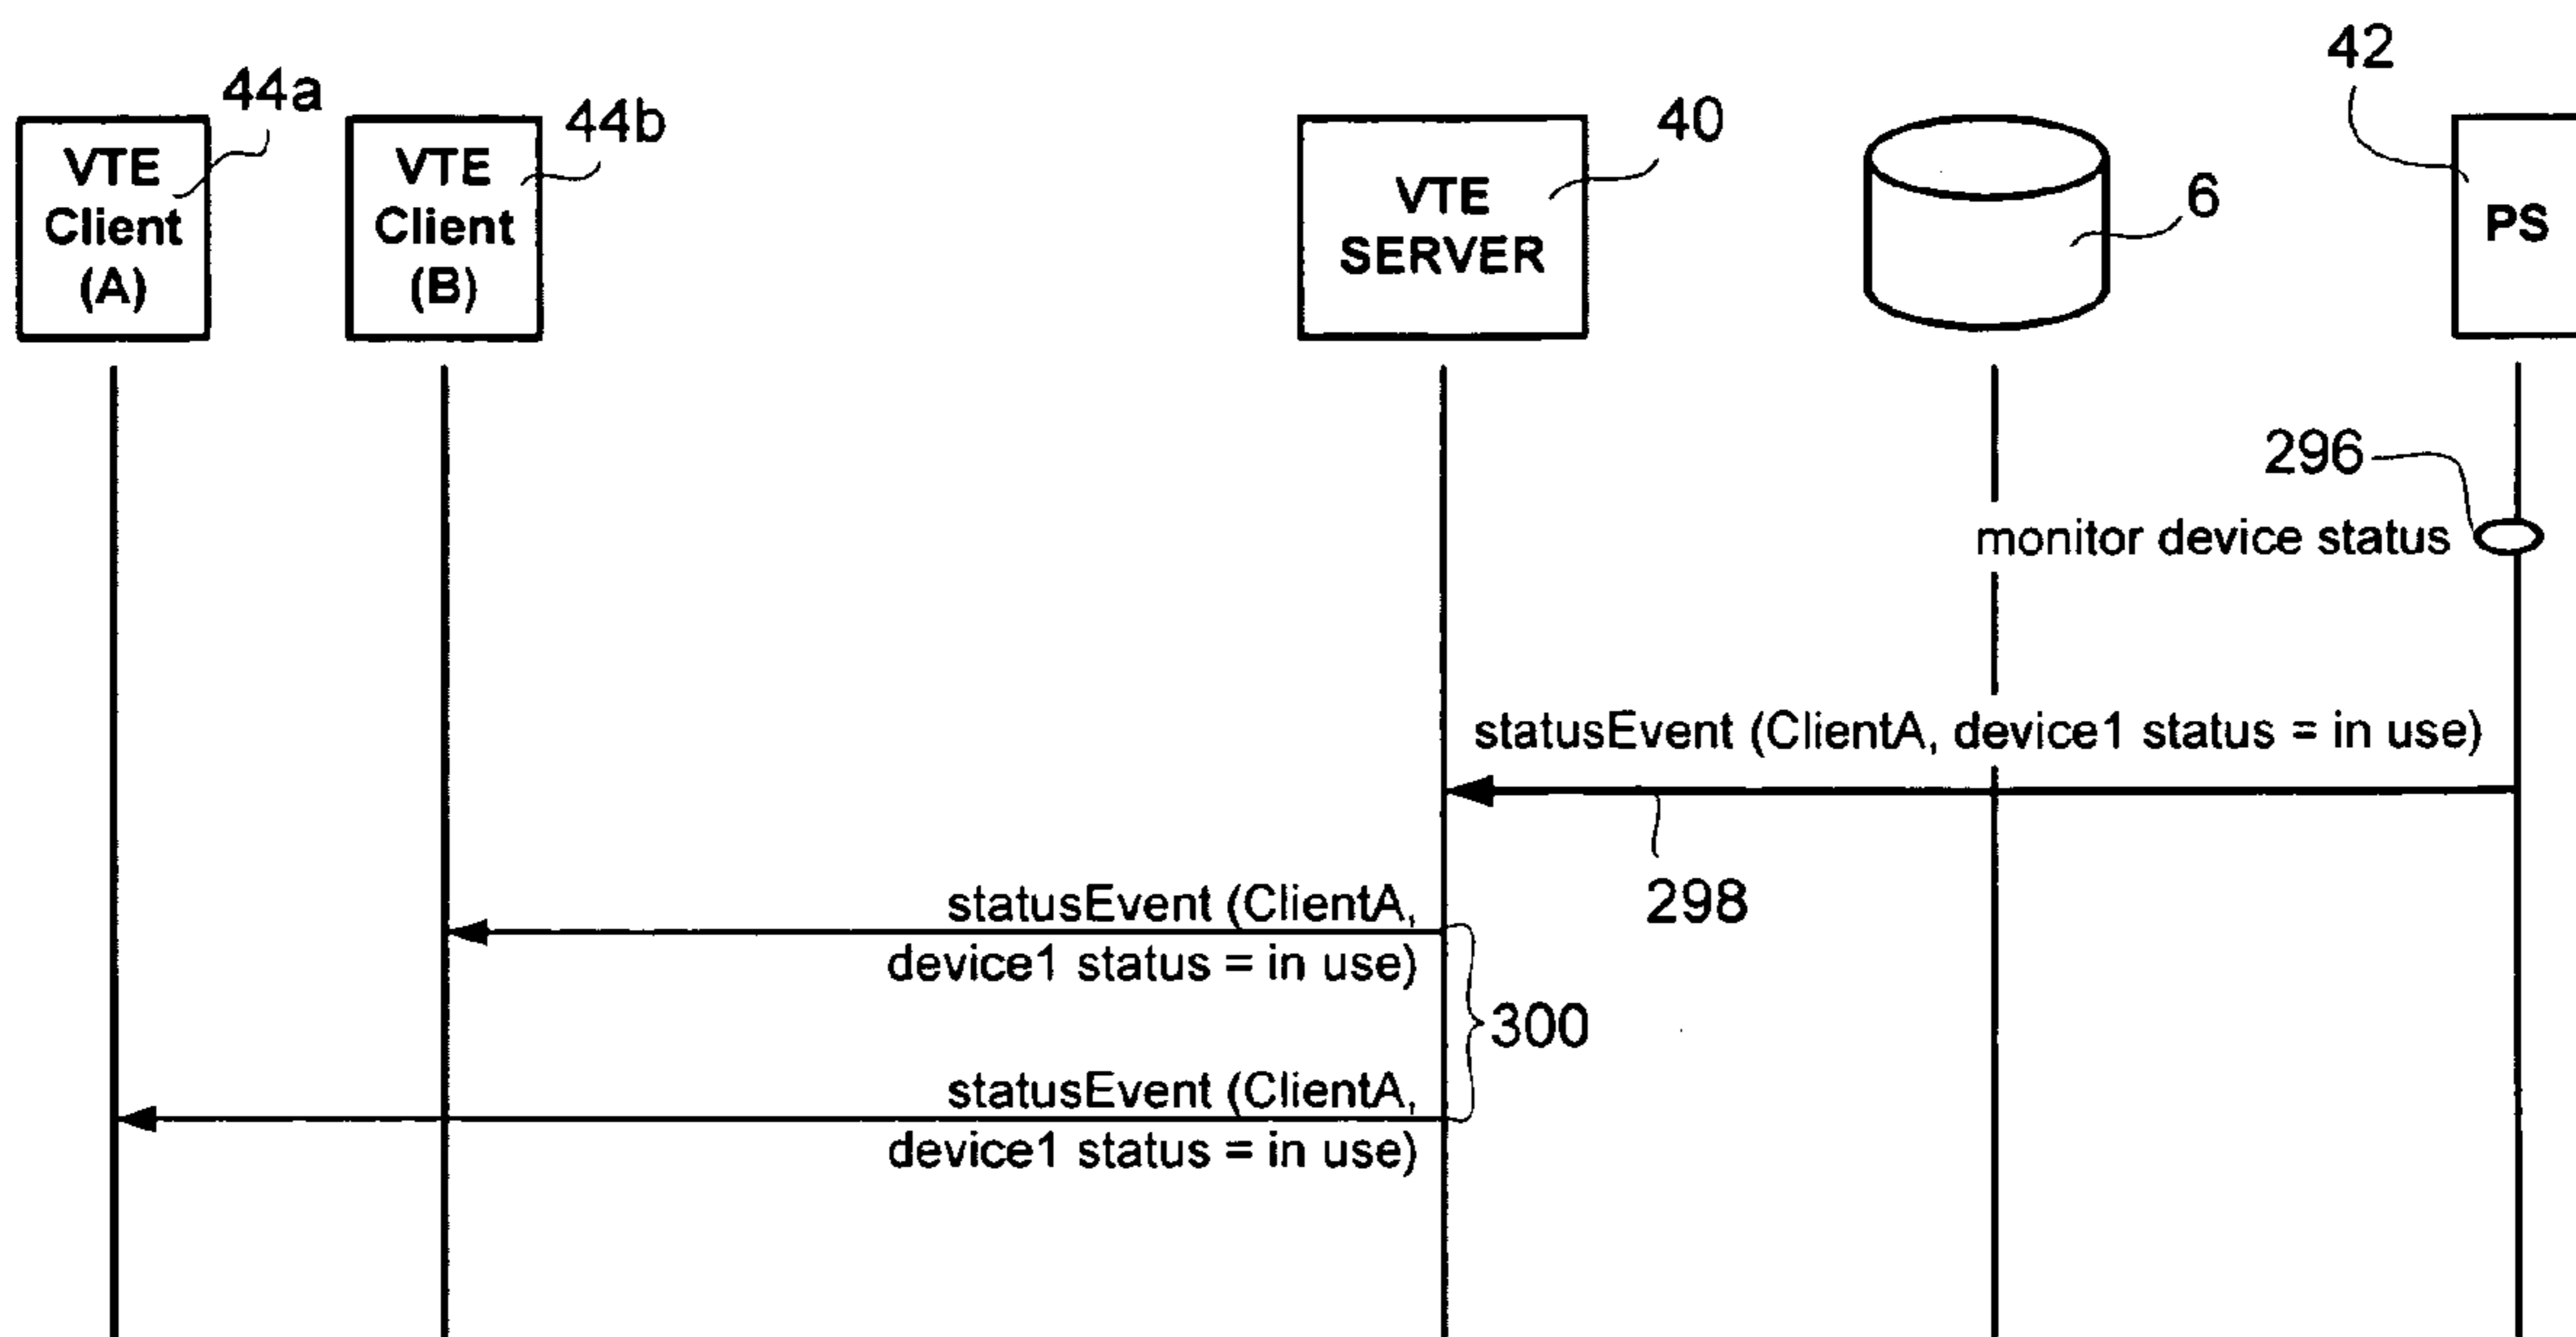 42
44a
44b
40
6
VTE
Client
(A)
VTE
Client
(B)
VTE
SERVER
PS
296
monitor device status
statusEvent (ClientA, device1 status = in use)
298
statusEvent (ClientA,
device1 status = in use)
300
statusEvent (ClientA,
device1 status = in use)